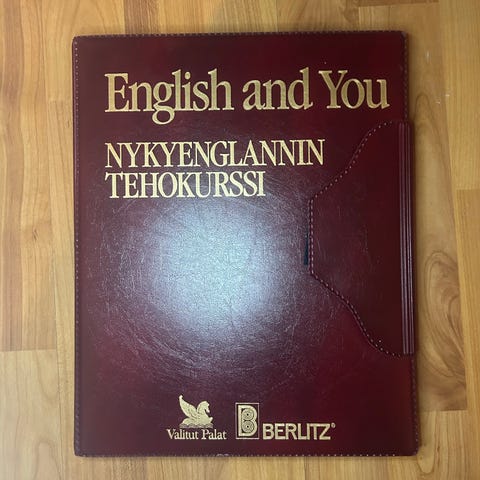 English and You
NYKYENGLANNIN
TEHOKURSSI
Valitut Palat
B BERLITZ®